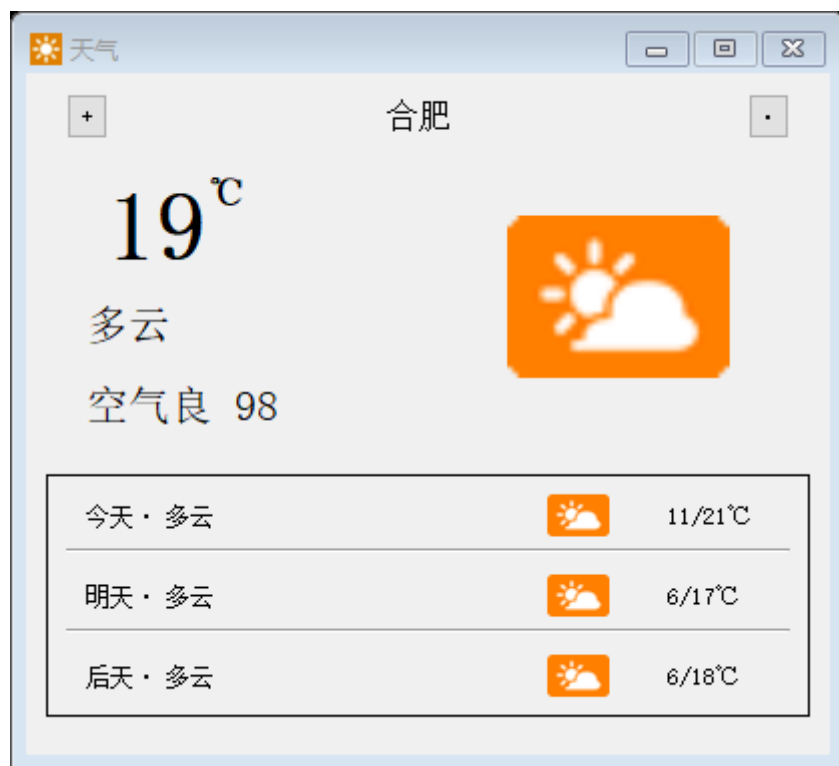 天气
+ 合肥 ·
19℃
多云
空气良 98
今天· 多云 11/21℃
明天· 多云 6/17℃
后天· 多云 6/18℃